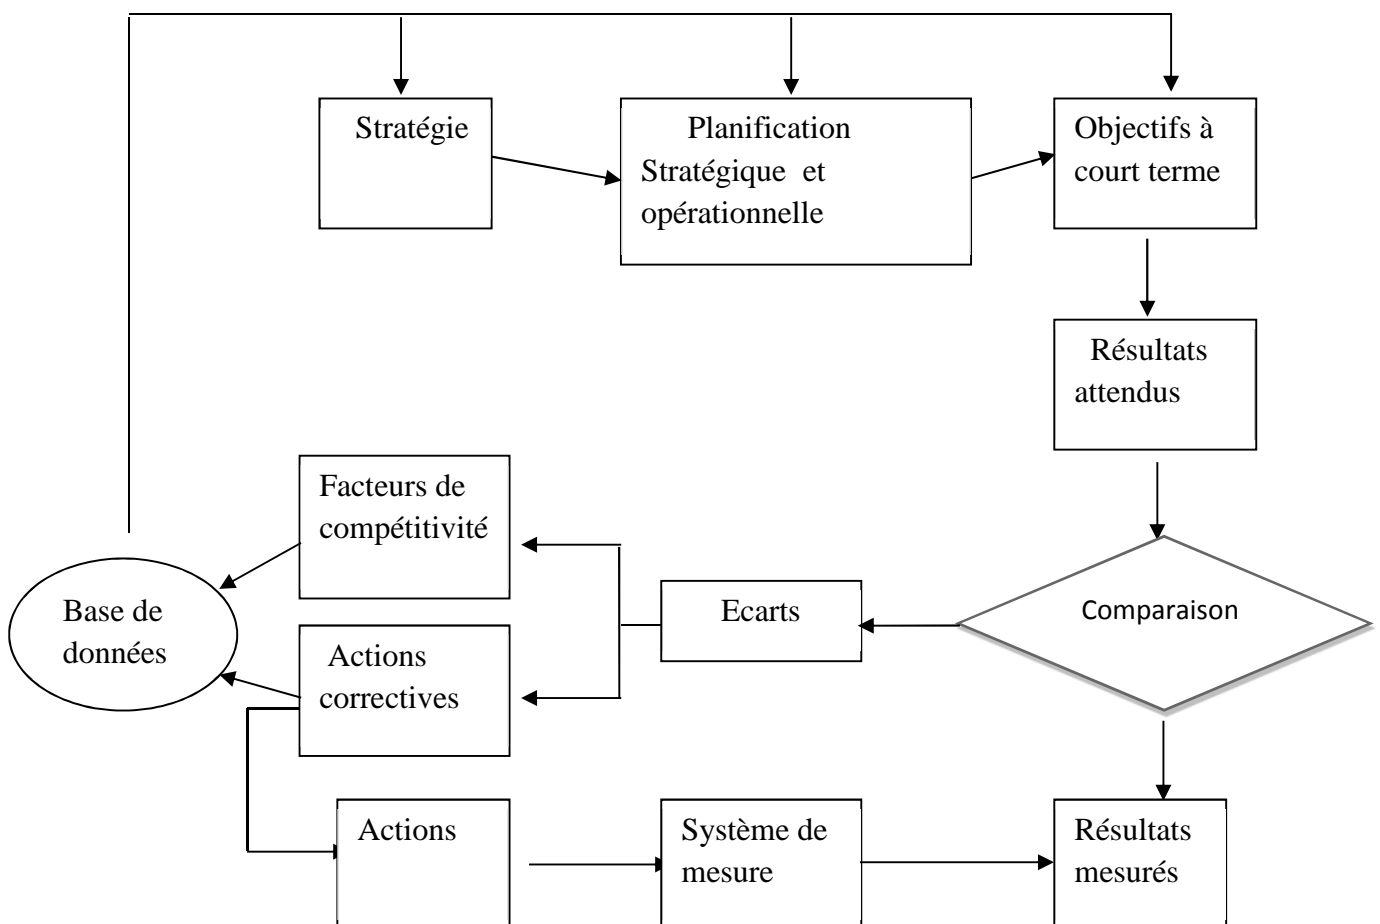 Stratégie
Planification
Stratégique et
opérationnelle
Objectifs à
court terme
Résultats
attendus
Facteurs de
compétitivité
Base de
données
Actions
correctives
Ecarts
Comparaison
Actions
Système de
mesure
Résultats
mesurés